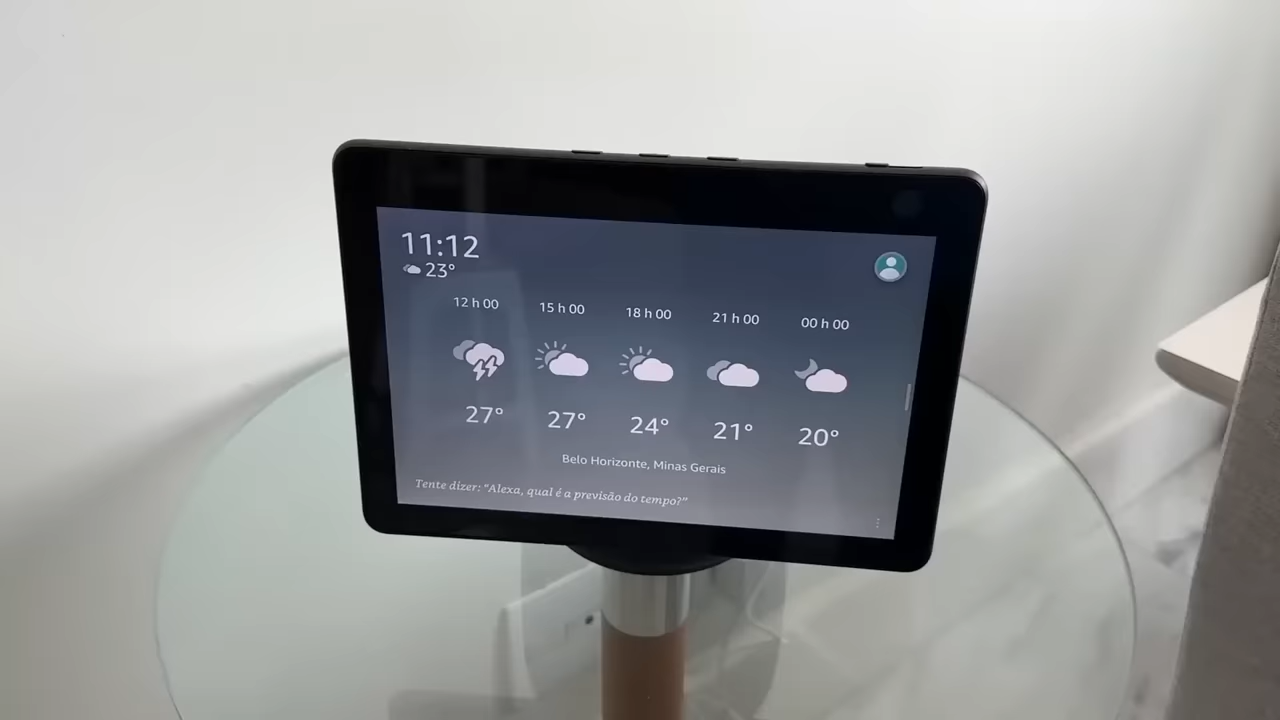 11:12
23°
12 h 00 15 h 00 18 h 00 21 h 00 00 h 00
27° 27° 24° 21° 20°
Belo Horizonte, Minas Gerais
Tente dizer: "Alexa, qual é a previsão do tempo?"